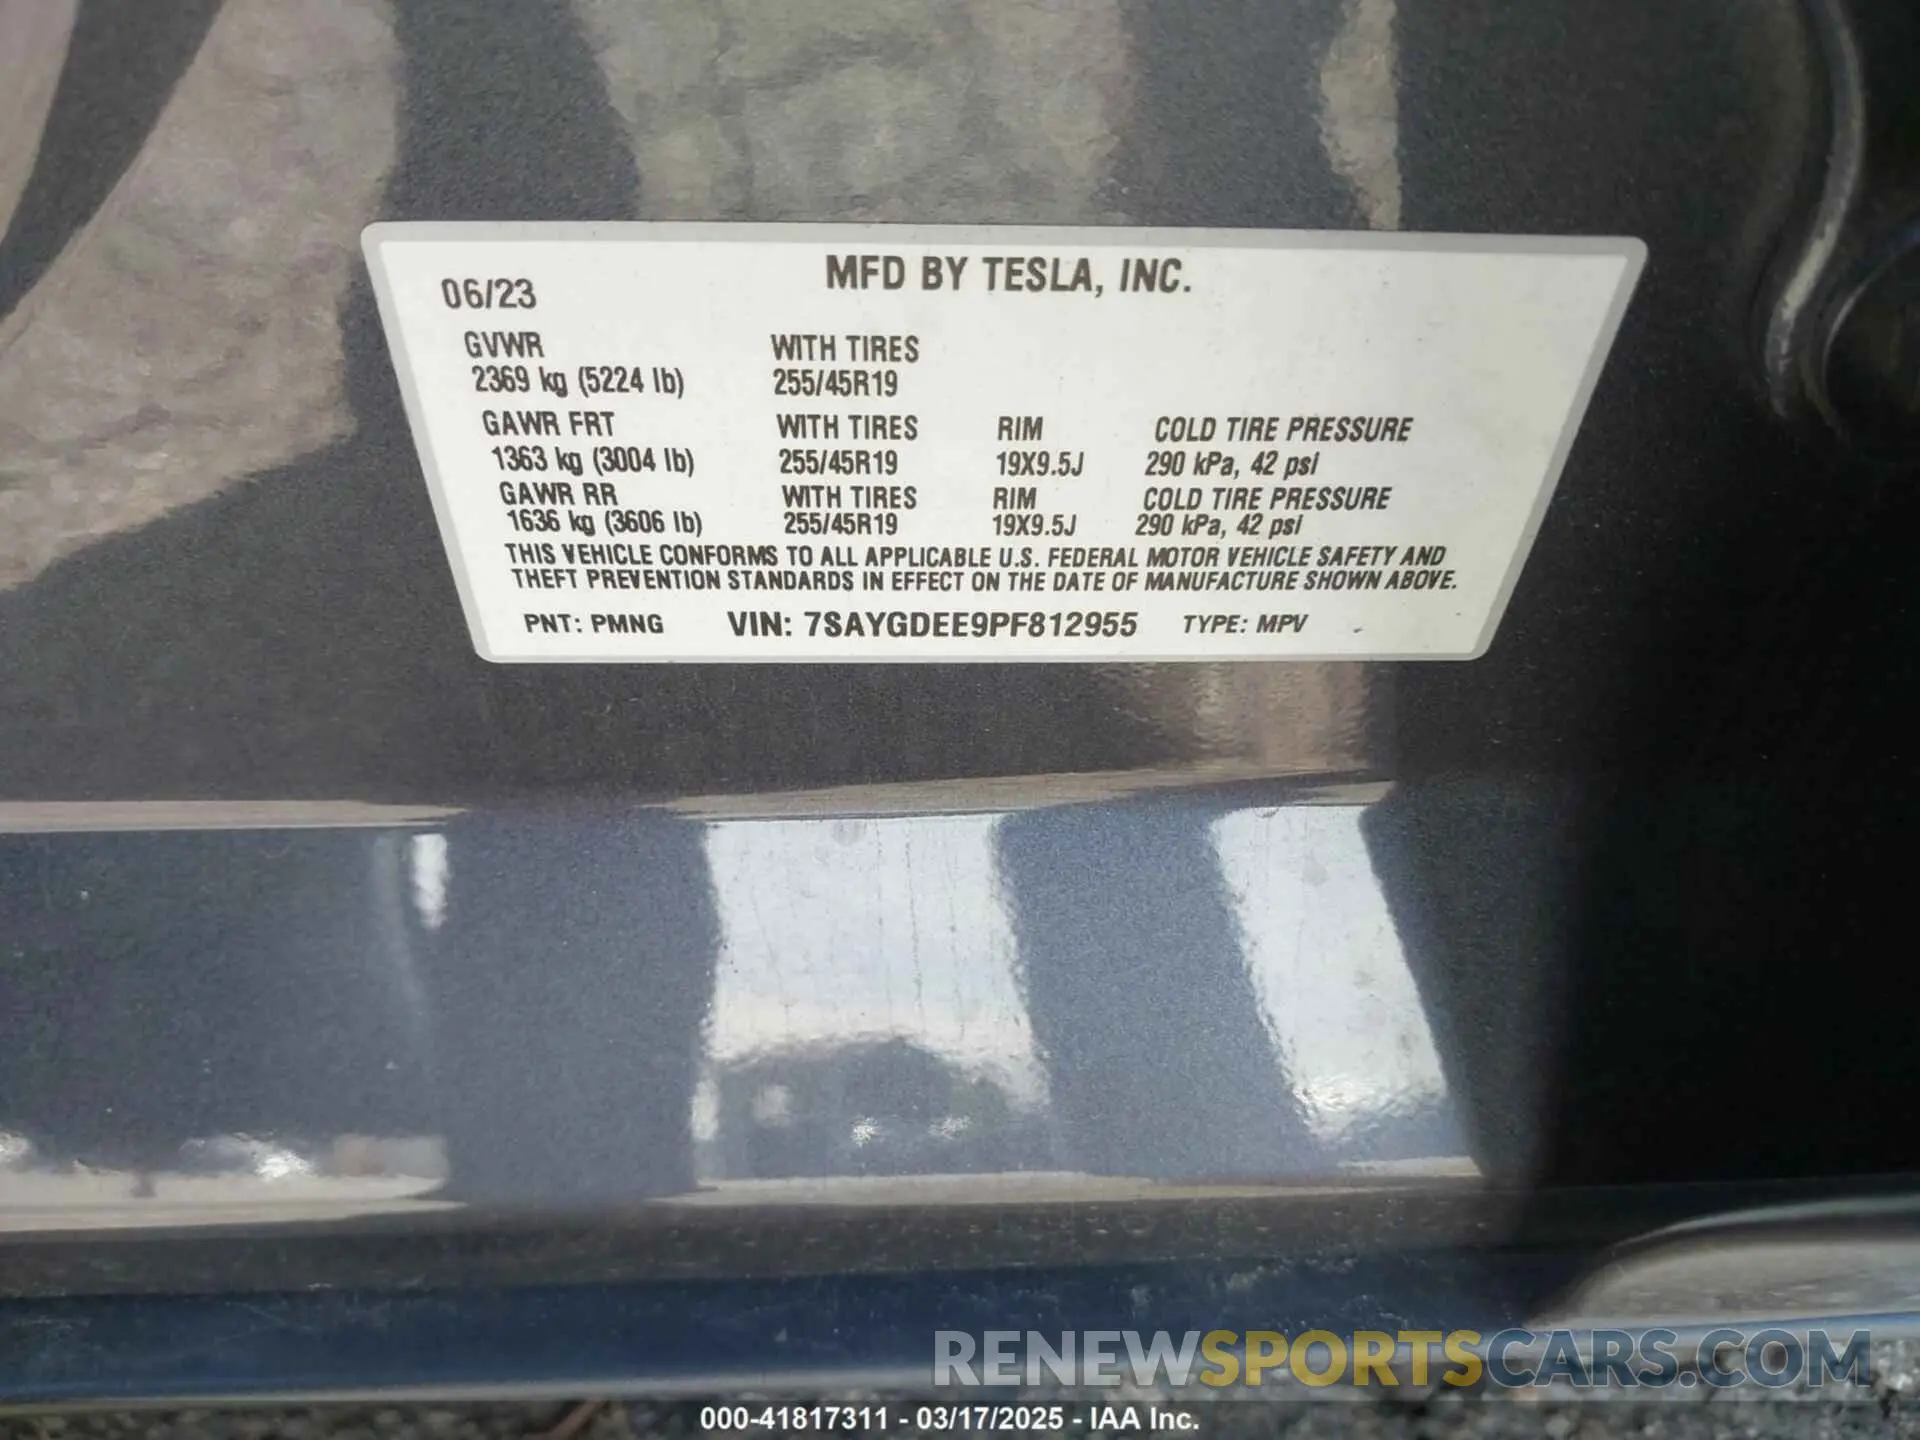 MFD BY TESLA, INC.
06/23
GVWR WITH TIRES
2369 kg (5224 lb) 255/45R19
GAWR FRT WITH TIRES RIM COLD TIRE PRESSURE
1363 kg (3004 lb) 255/45R19 19X9.5J 290 kPa, 42 psi
GAWR RR WITH TIRES RIM COLD TIRE PRESSURE
1636 kg (3606 lb) 255/45R19 19X9.5J 290 kPa, 42 psi
THIS VEHICLE CONFORMS TO ALL APPLICABLE U.S. FEDERAL MOTOR VEHICLE SAFETY AND
THEFT PREVENTION STANDARDS IN EFFECT ON THE DATE OF MANUFACTURE SHOWN ABOVE.
PNT: PMNG VIN: 7SAYGDEE9PF812955 TYPE: MPV
RENEWSPORTSCARS.COM
000-41817311 - 03/17/2025 - IAA Inc.